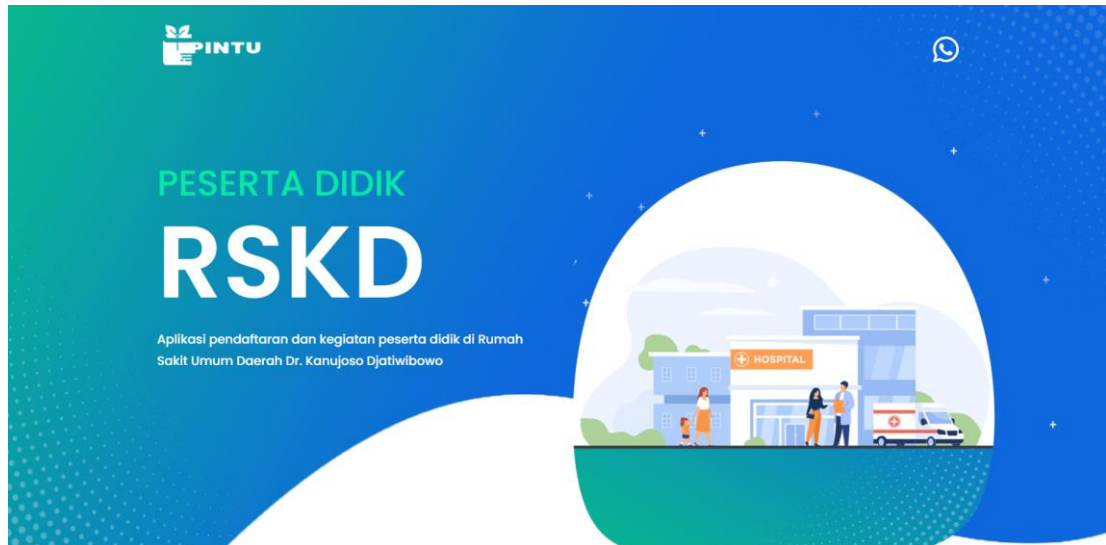 PINTU
PESERTA DIDIK
RSKD
Aplikasi pendaftaran dan kegiatan peserta didik di Rumah
Sakit Umum Daerah Dr. Kanujoso Djatiwibowo
HOSPITAL